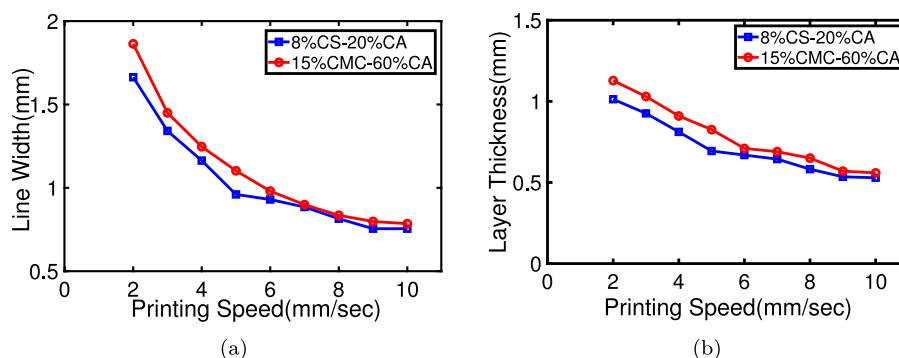 2
1.5
1
0.5
Line Width(mm)
8%CS-20%CA
15%CMC-60%CA
0 2 4 6 8 10
Printing Speed(mm/sec)
(a)
1.5
1
0.5
0
Layer Thickness(mm)
8%CS-20%CA
15%CMC-60%CA
0 2 4 6 8 10
Printing Speed(mm/sec)
(b)